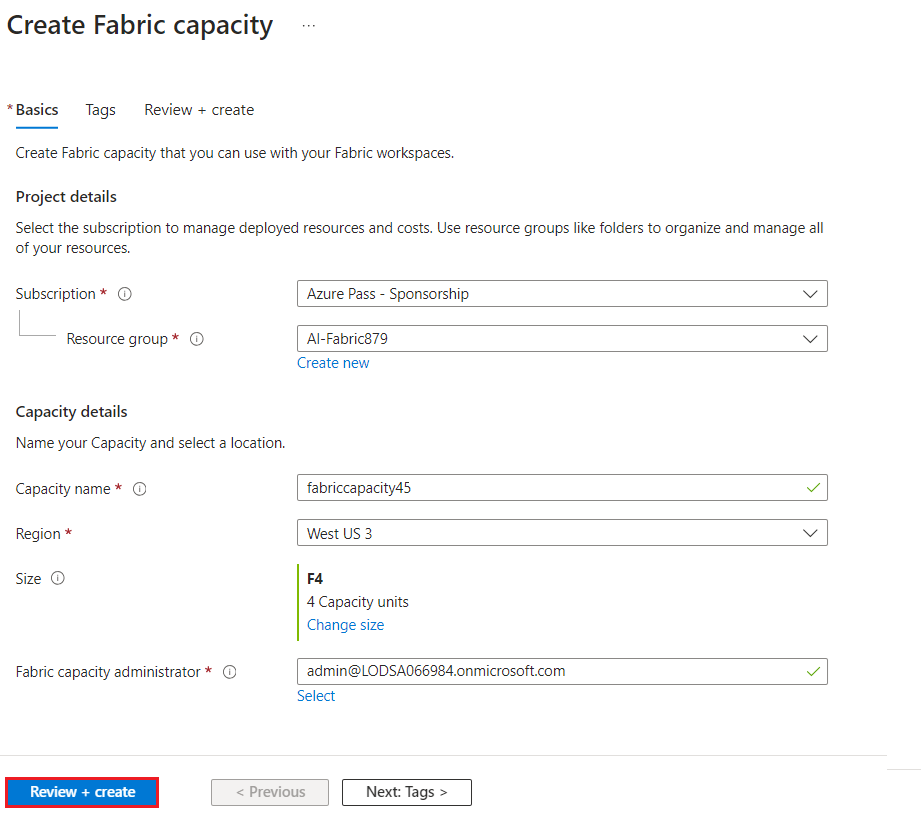 Create Fabric capacity ...
* Basics Tags Review + create
Create Fabric capacity that you can use with your Fabric workspaces.
Project details
Select the subscription to manage deployed resources and costs. Use resource groups like folders to organize and manage all
of your resources.
Subscription * Azure Pass - Sponsorship
Resource group * AI-Fabric879
Create new
Capacity details
Name your Capacity and select a location.
Capacity name * fabriccapacity45
Region * West US 3
Size F4
4 Capacity units
Change size
Fabric capacity administrator * admin@LODSA066984.onmicrosoft.com
Select
Review + create < Previous Next: Tags >